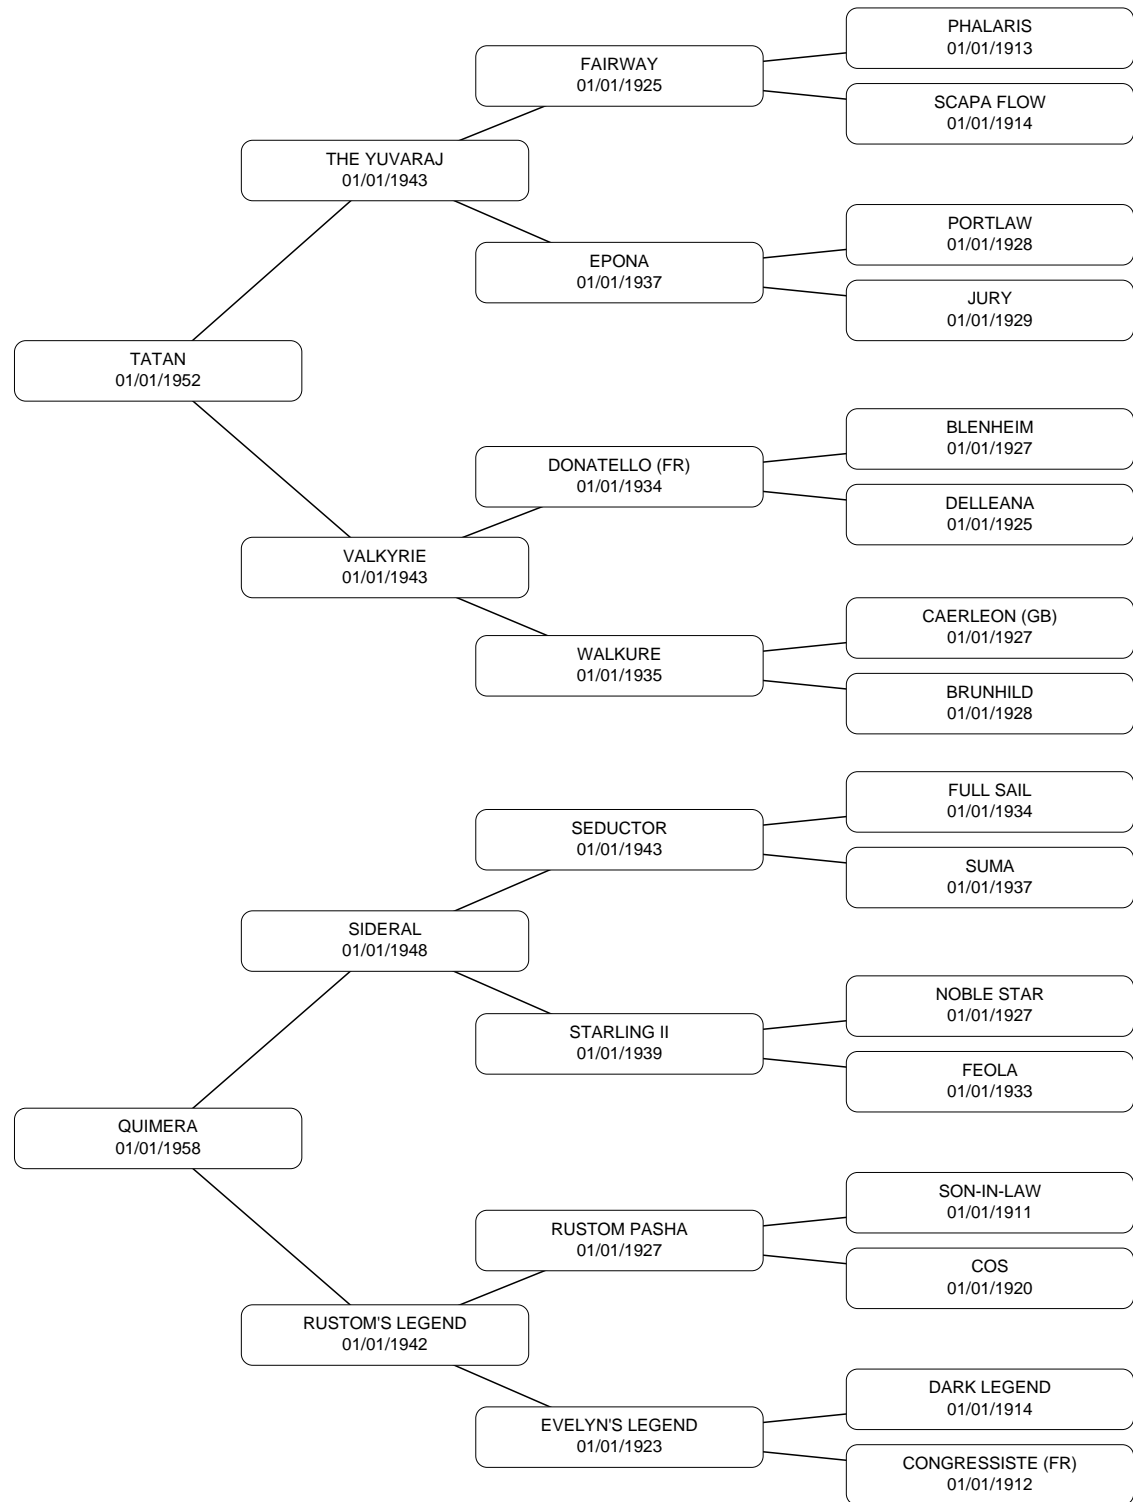 PHALARIS
01/01/1913
FAIRWAY
01/01/1925
SCAPA FLOW
01/01/1914
THE YUVARAJ
01/01/1943
PORTLAW
01/01/1928
EPONA
01/01/1937
JURY
01/01/1929
TATAN
01/01/1952
BLENHEIM
01/01/1927
DONATELLO (FR)
01/01/1934
DELLEANA
01/01/1925
VALKYRIE
01/01/1943
CAERLEON (GB)
01/01/1927
WALKURE
01/01/1935
BRUNHILD
01/01/1928
FULL SAIL
01/01/1934
SEDUCTOR
01/01/1943
SUMA
01/01/1937
SIDERAL
01/01/1948
NOBLE STAR
01/01/1927
STARLING II
01/01/1939
FEOLA
01/01/1933
QUIMERA
01/01/1958
SON-IN-LAW
01/01/1911
RUSTOM PASHA
01/01/1927
COS
01/01/1920
RUSTOM'S LEGEND
01/01/1942
DARK LEGEND
01/01/1914
EVELYN'S LEGEND
01/01/1923
CONGRESSISTE (FR)
01/01/1912